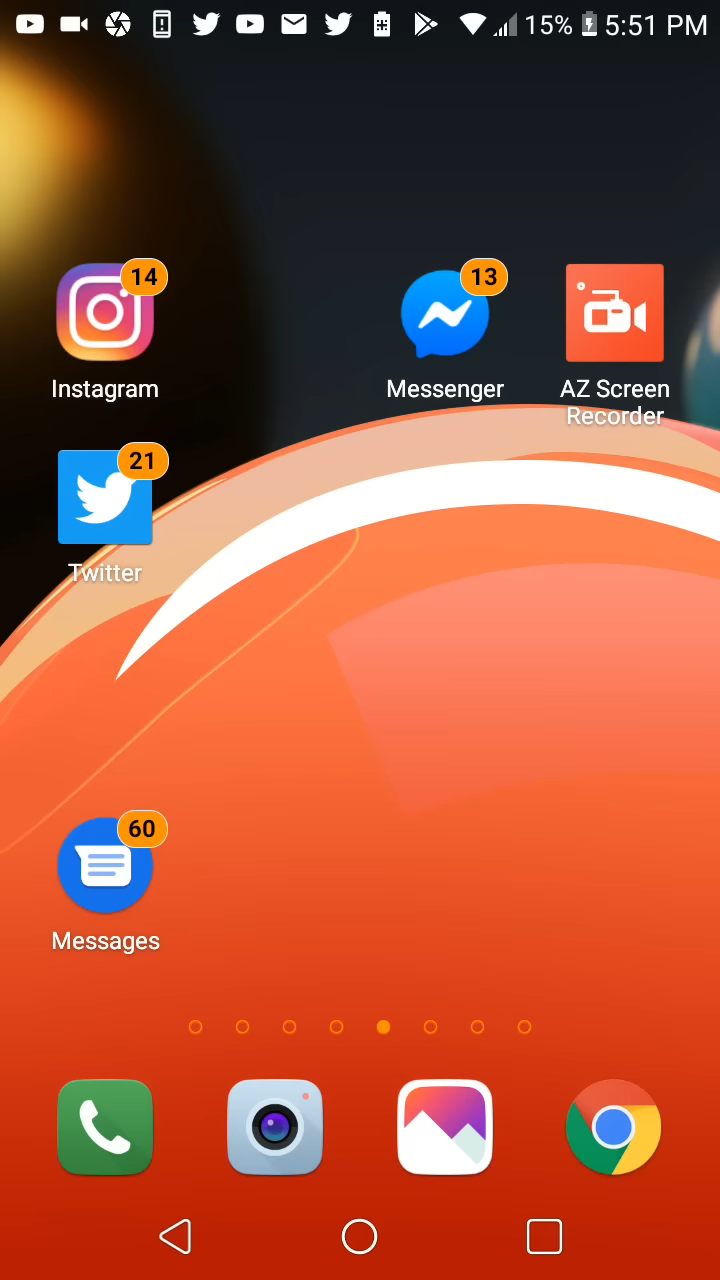 15% 5:51 PM
14
13
Instagram
Messenger
AZ Screen
Recorder
21
Twitter
60
Messages